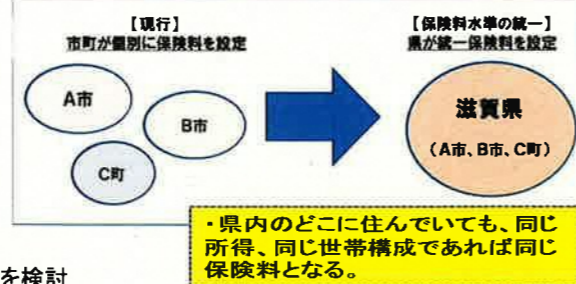 【現行】
市町が個別に保険料を設定
【保険料水準の統一】
県が統一保険料を設定
A市
B市
C町
滋賀県
（A市、B市、C町）
・県内のどこに住んでいても、同じ
所得、同じ世帯構成であれば同じ
保険料となる。
を検討